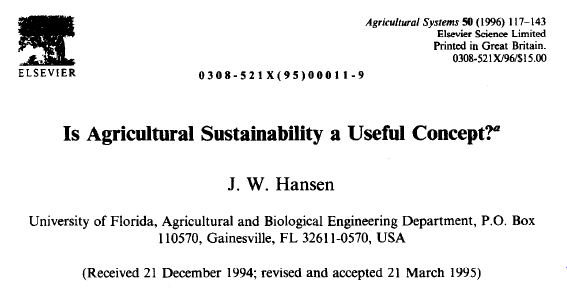 Agricultural Systems 50 (1996) 117–143
Elsevier Science Limited
Printed in Great Britain.
0308-521X/96/$15.00
ELSEVIER
0308-521X(95)00011-9
Is Agricultural Sustainability a Useful Concept?a
J. W. Hansen
University of Florida, Agricultural and Biological Engineering Department, P.O. Box
110570, Gainesville, FL 32611-0570, USA
(Received 21 December 1994; revised and accepted 21 March 1995)